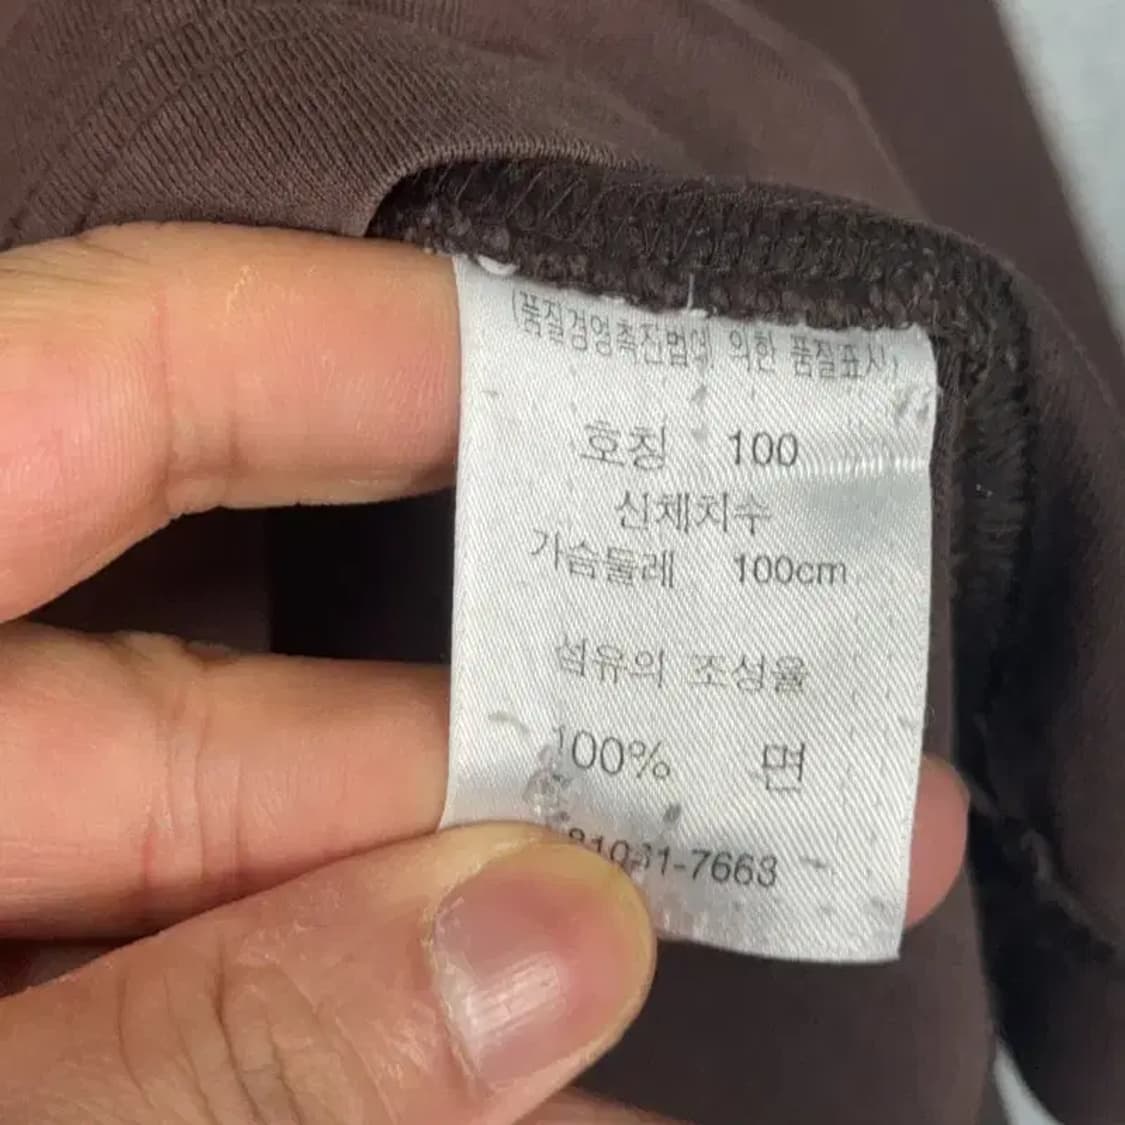 (품질경영촉진법에 의한 품질표시)
호칭 100
신체치수
가슴둘레 100cm
섬유의 조성율
100% 면